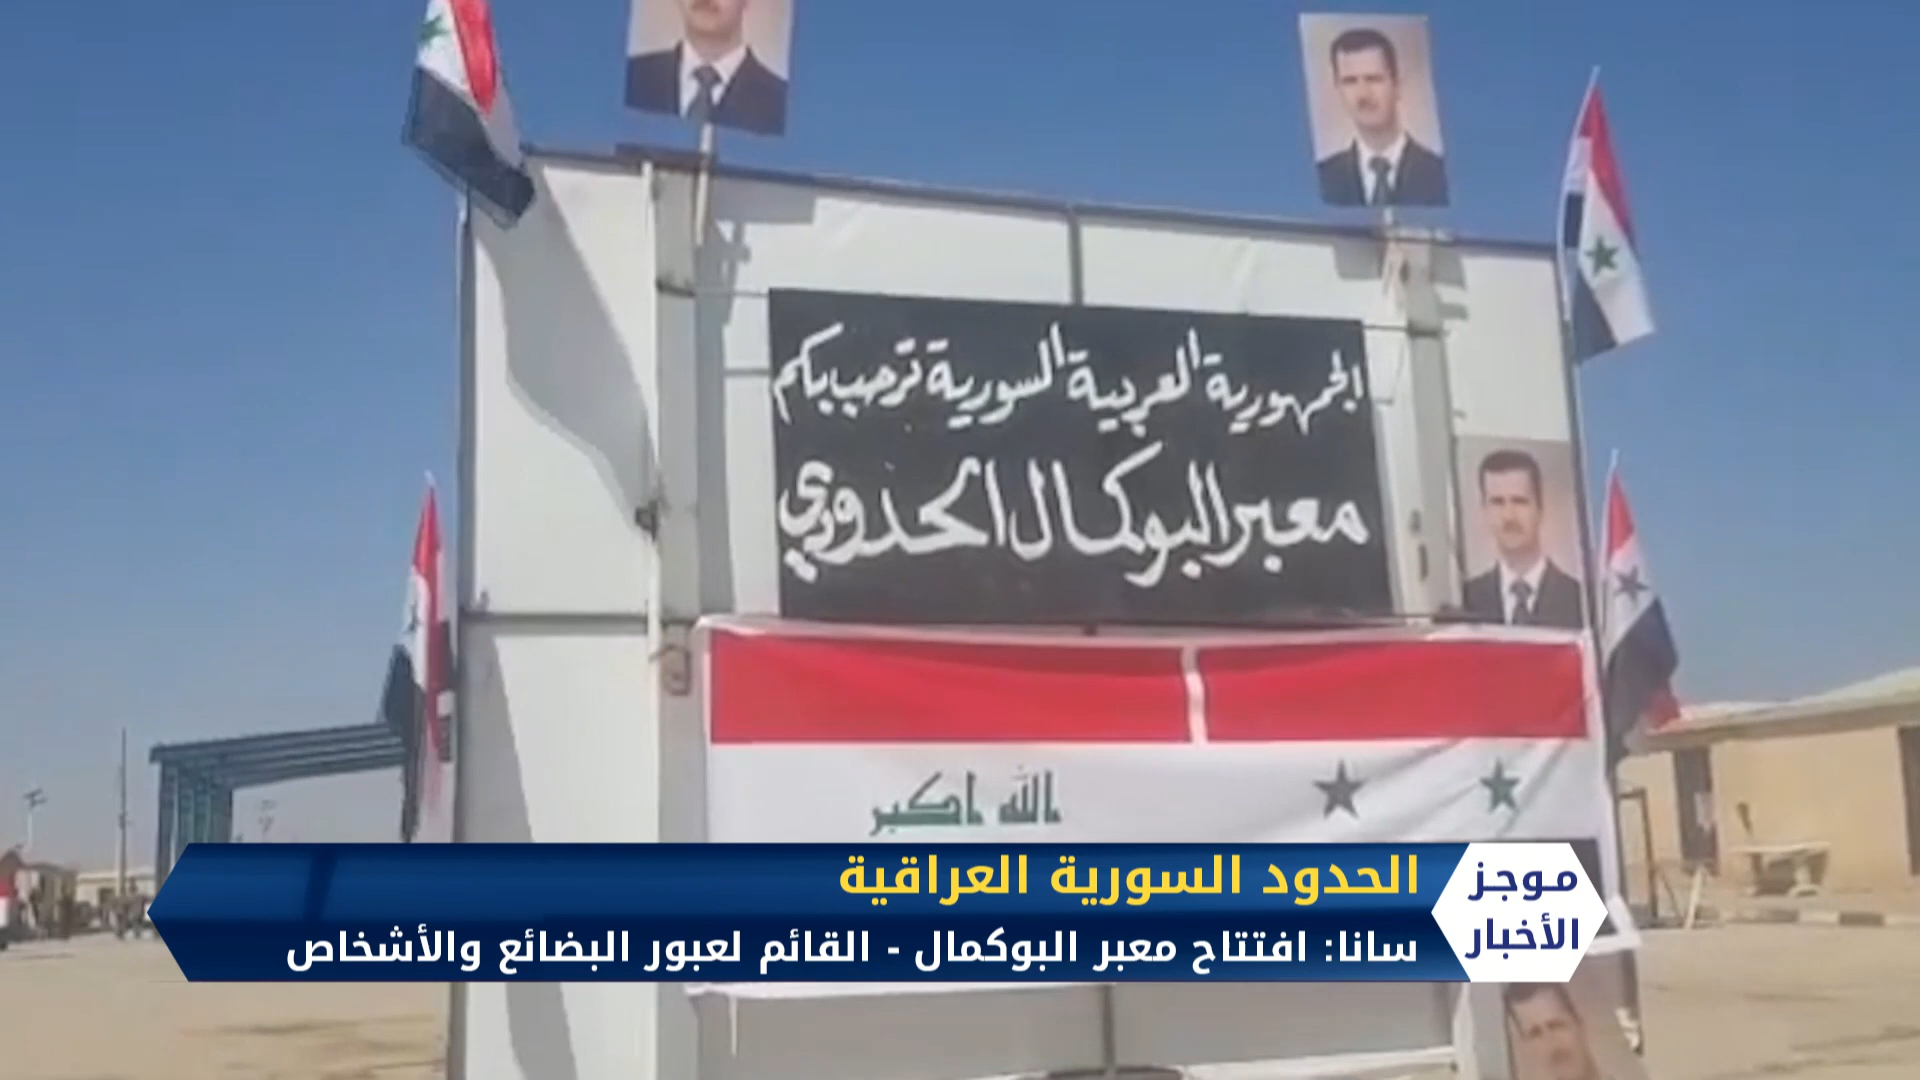 الجمهورية العربية السورية ترحب بكم
معبر البوكمال الحدودي
الله اكبر
الحدود السورية العراقية
سانا: افتتاح معبر البوكمال - القائم لعبور البضائع والأشخاص
موجز
الأخبار